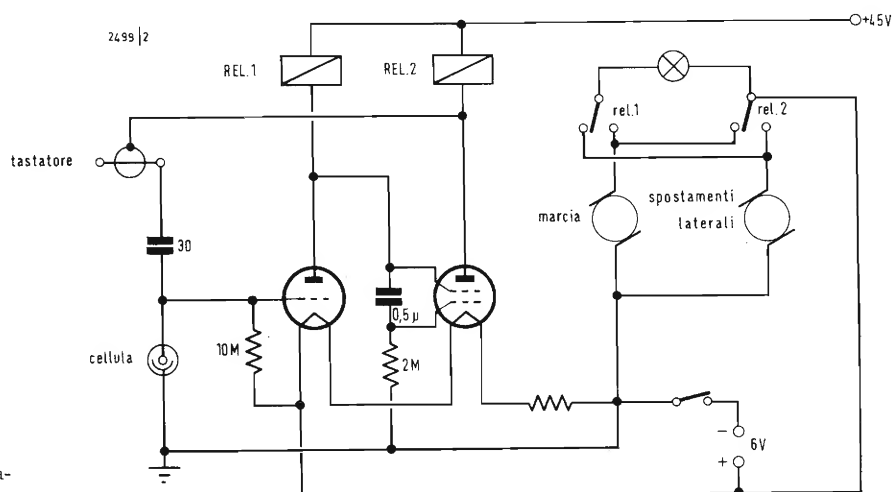 2499|2
+45V
REL.1
REL.2
rel.1
rel.2
tastatore
marcia
spostamenti
laterali
30
0,5 µ
cellula
10M
2M
−
6V
+
a-